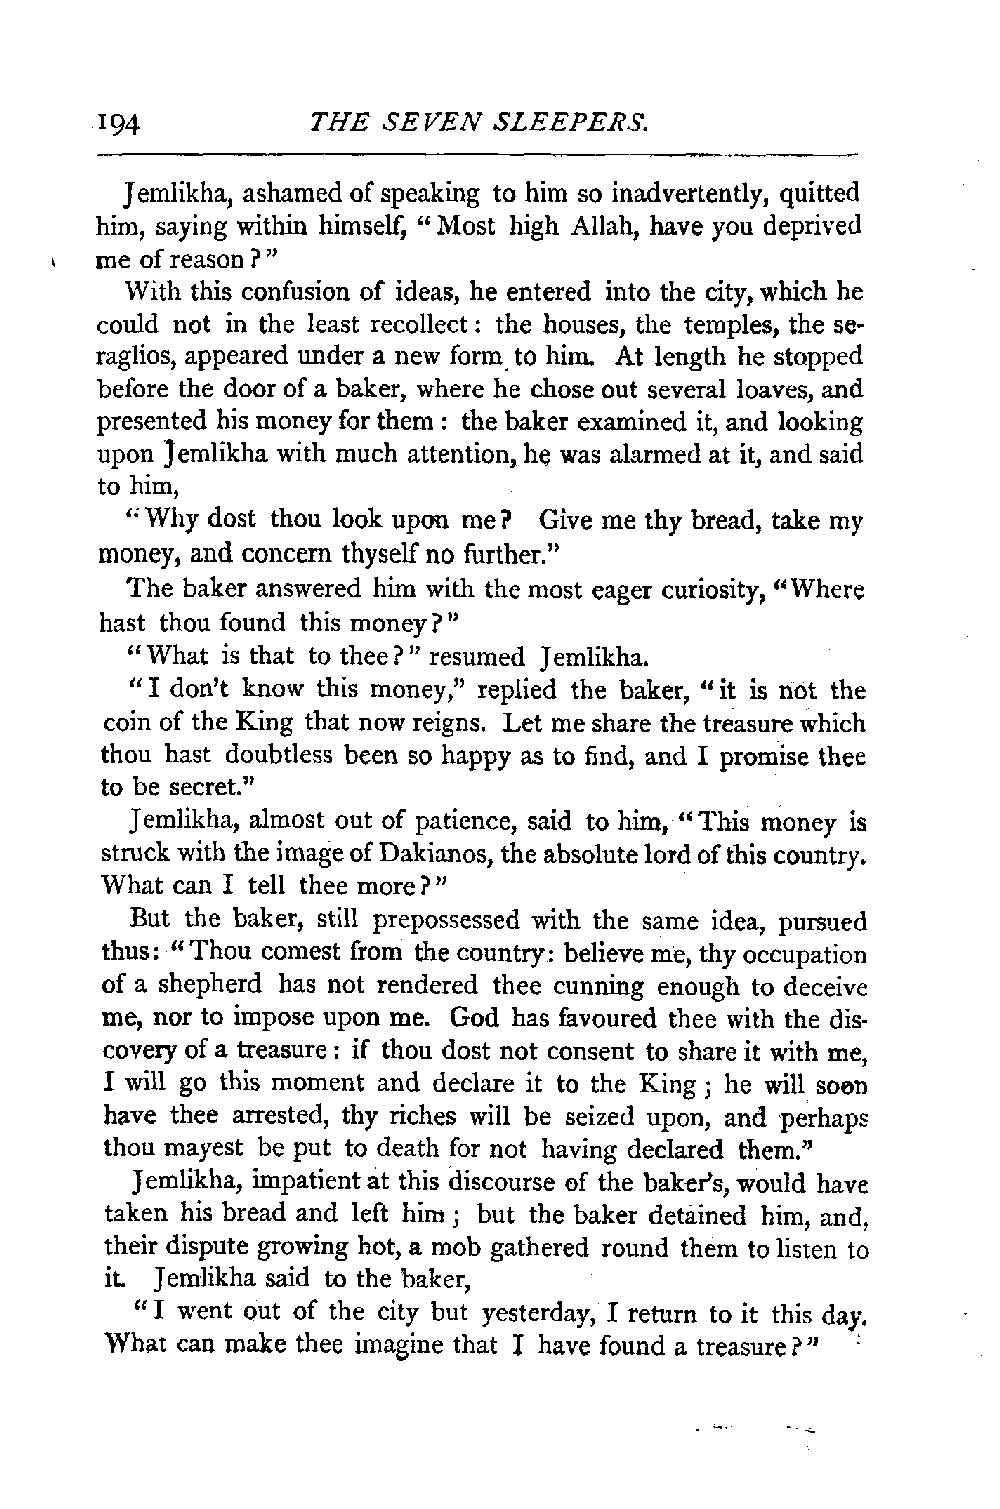 194 THE SEVEN SLEEPERS.
Jemlikha, ashamed of speaking to him so inadvertently, quitted
him, saying within himself, “Most high Allah, have you deprived
me of reason?”
With this confusion of ideas, he entered into the city, which he
could not in the least recollect: the houses, the temples, the se-
raglios, appeared under a new form to him. At length he stopped
before the door of a baker, where he chose out several loaves, and
presented his money for them: the baker examined it, and looking
upon Jemlikha with much attention, he was alarmed at it, and said
to him,
“Why dost thou look upon me? Give me thy bread, take my
money, and concern thyself no further.”
The baker answered him with the most eager curiosity, “Where
hast thou found this money?”
“What is that to thee?” resumed Jemlikha.
“I don't know this money,” replied the baker, “it is not the
coin of the King that now reigns. Let me share the treasure which
thou hast doubtless been so happy as to find, and I promise thee
to be secret.”
Jemlikha, almost out of patience, said to him, “This money is
struck with the image of Dakianos, the absolute lord of this country.
What can I tell thee more?”
But the baker, still prepossessed with the same idea, pursued
thus: “Thou comest from the country: believe me, thy occupation
of a shepherd has not rendered thee cunning enough to deceive
me, nor to impose upon me. God has favoured thee with the dis-
covery of a treasure: if thou dost not consent to share it with me,
I will go this moment and declare it to the King; he will soon
have thee arrested, thy riches will be seized upon, and perhaps
thou mayest be put to death for not having declared them.”
Jemlikha, impatient at this discourse of the baker's, would have
taken his bread and left him; but the baker detained him, and,
their dispute growing hot, a mob gathered round them to listen to
it. Jemlikha said to the baker,
“I went out of the city but yesterday, I return to it this day.
What can make thee imagine that I have found a treasure?”